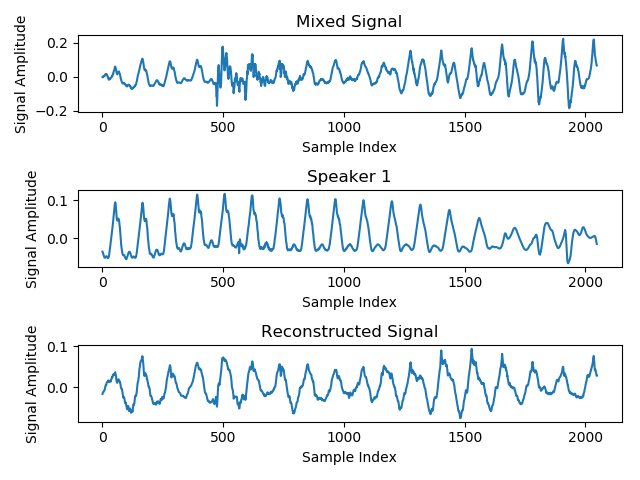 Mixed Signal
Signal Amplitude
0.2
0.0
−0.2
0 500 1000 1500 2000
Sample Index
Speaker 1
Signal Amplitude
0.1
0.0
0 500 1000 1500 2000
Sample Index
Reconstructed Signal
Signal Amplitude
0.1
0.0
0 500 1000 1500 2000
Sample Index